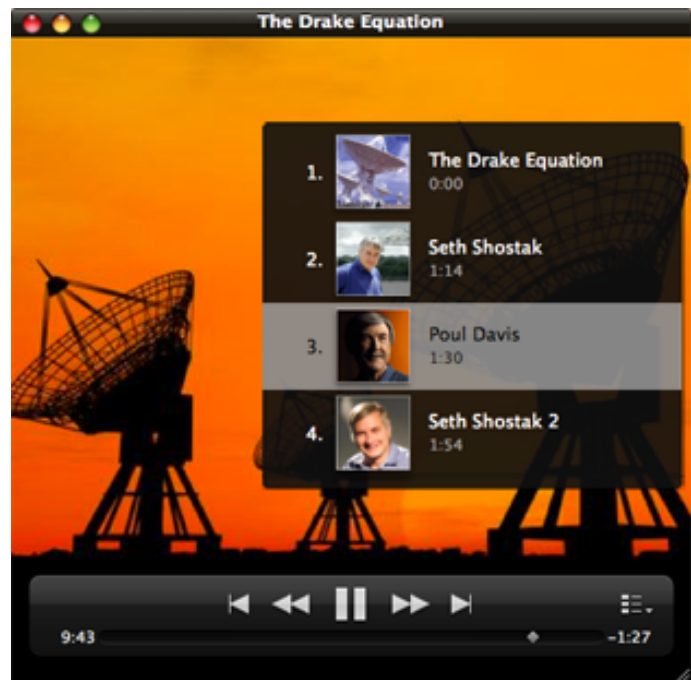 The Drake Equation
1.
The Drake Equation
0:00
2.
Seth Shostak
1:14
3.
Poul Davis
1:30
4.
Seth Shostak 2
1:54
9:43
-1:27